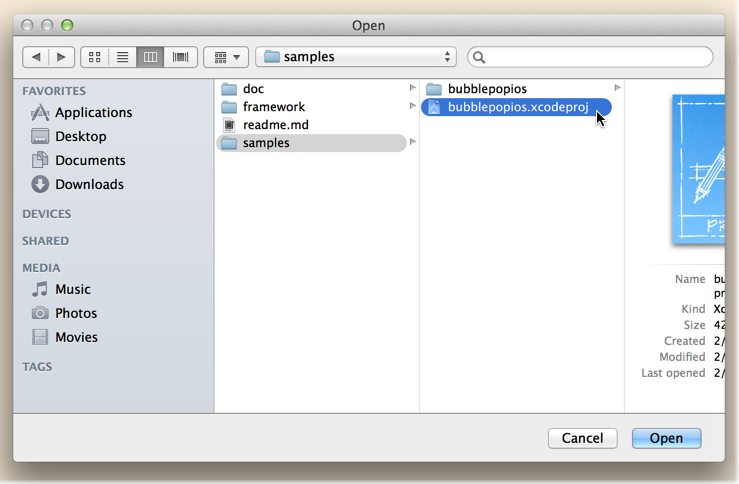 Open
samples
FAVORITES
Applications
Desktop
Documents
Downloads
DEVICES
SHARED
MEDIA
Music
Photos
Movies
TAGS
doc
framework
readme.md
samples
bubblepopios
bubblepopios.xcodeproj
PR
Name bu
pr
Kind Xc
Size 42
Created 2/
Modified 2/
Last opened 2/
Cancel
Open